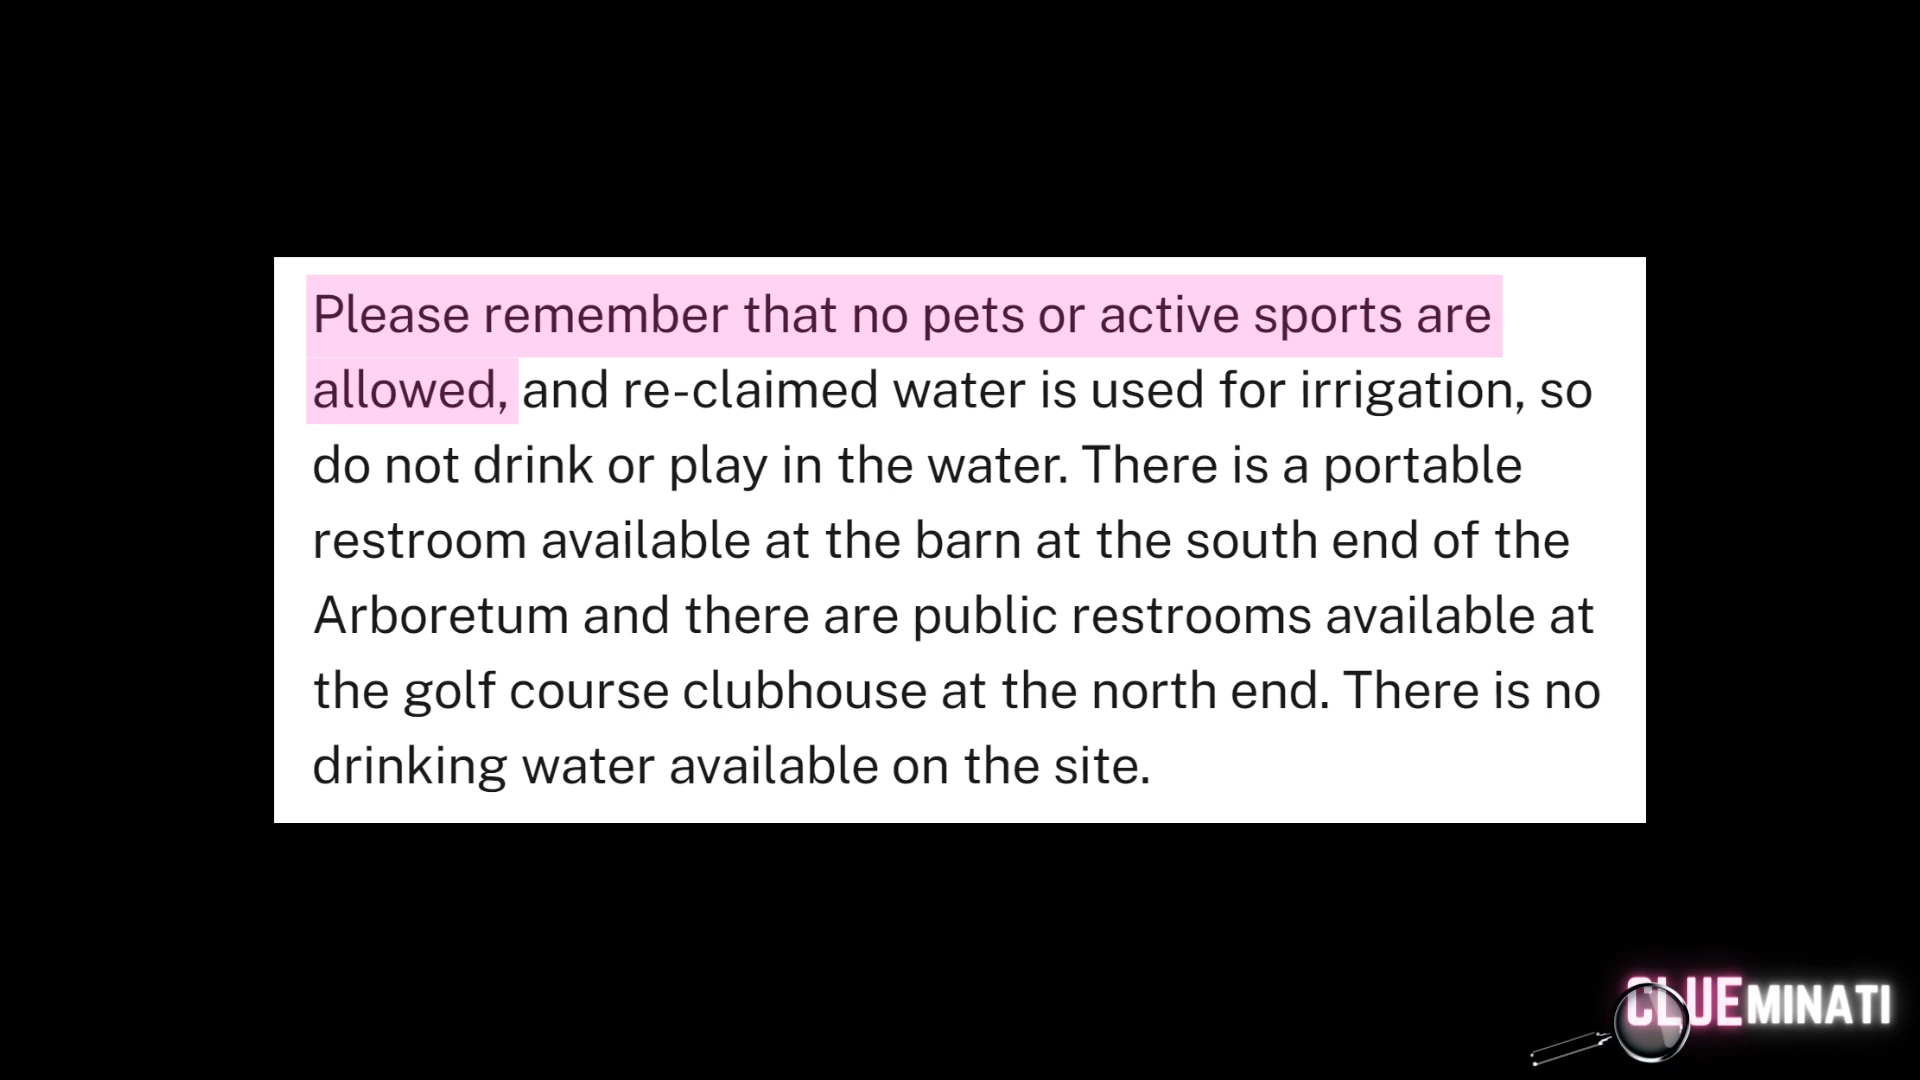 Please remember that no pets or active sports are
allowed, and re-claimed water is used for irrigation, so
do not drink or play in the water. There is a portable
restroom available at the barn at the south end of the
Arboretum and there are public restrooms available at
the golf course clubhouse at the north end. There is no
drinking water available on the site.
CLUEMINATI